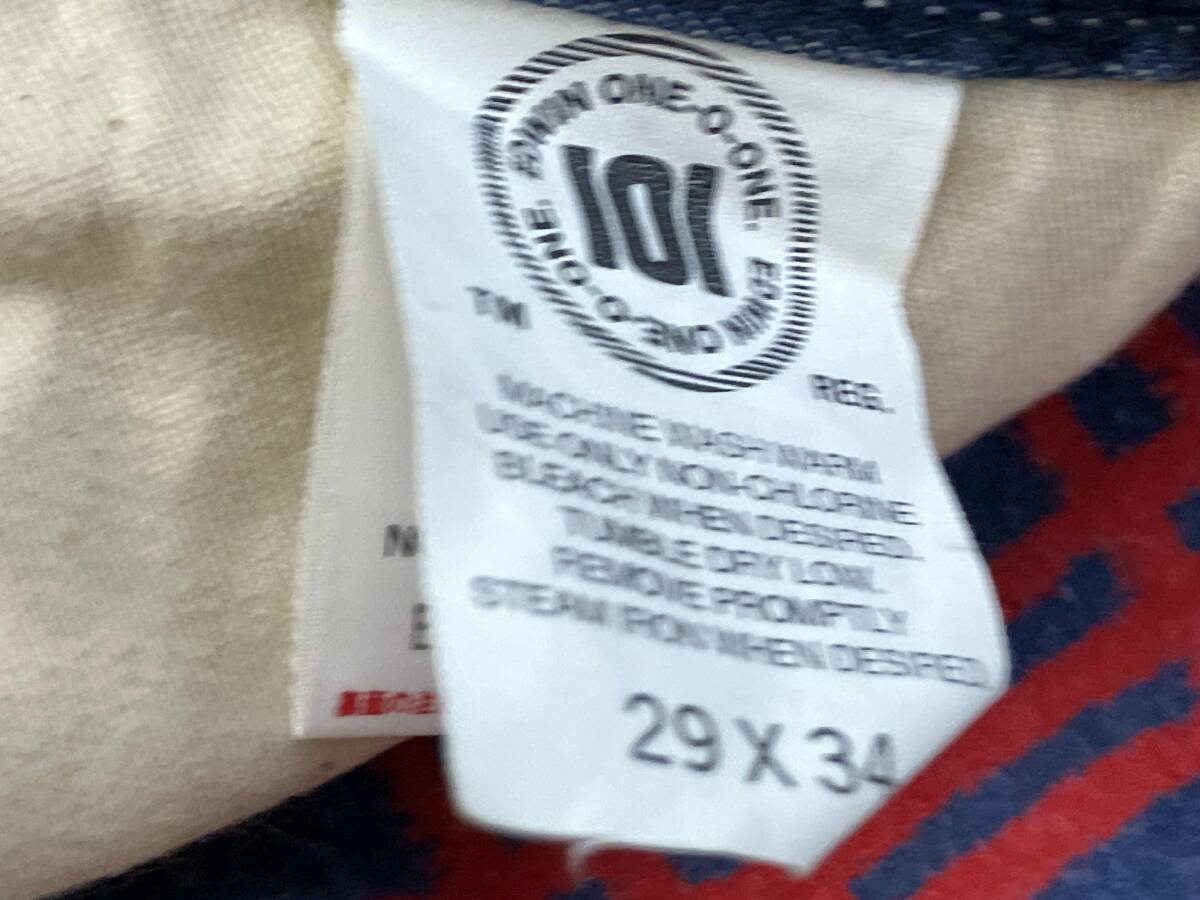 EDWIN ONE-O-ONE. EDWIN ONE-O-ONE.
101
TM
REG.
MACHINE WASH WARM
USE ONLY NON-CHLORINE
BLEACH WHEN DESIRED.
TUMBLE DRY LOW.
REMOVE PROMPTLY
STEAM IRON WHEN DESIRED.
29 X 34
N
E